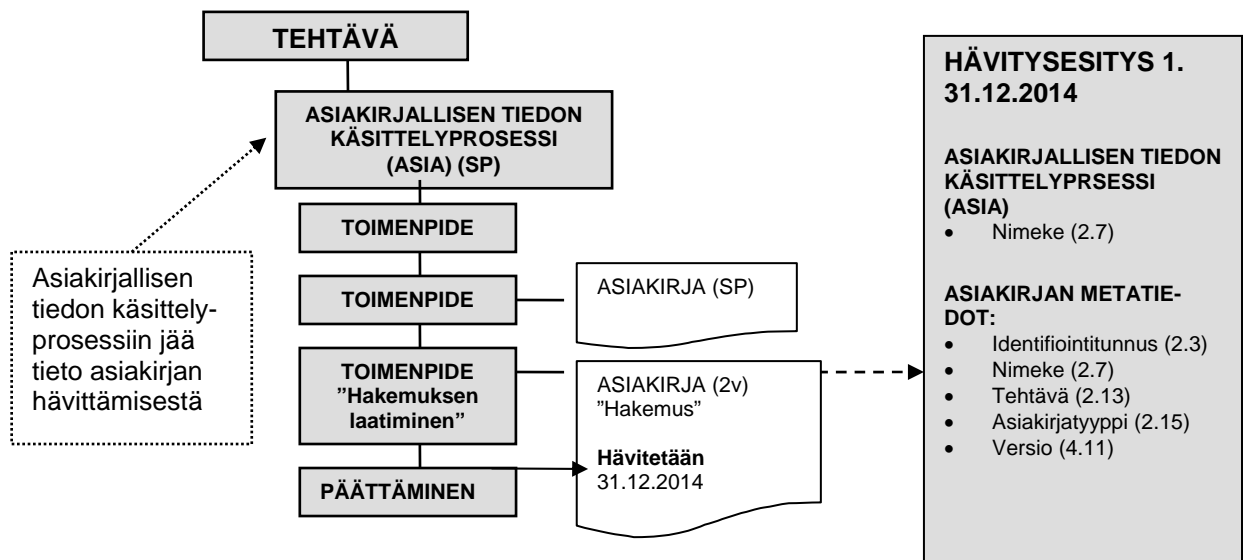 TEHTÄVÄ
ASIAKIRJALLISEN TIEDON
KÄSITTELYPROSESSI
(ASIA) (SP)
TOIMENPIDE
TOIMENPIDE
TOIMENPIDE
”Hakemuksen
laatiminen”
PÄÄTTÄMINEN
Asiakirjallisen
tiedon käsittely-
prosessiin jää
tieto asiakirjan
hävittämisestä
ASIAKIRJA (SP)
ASIAKIRJA (2v)
”Hakemus”
Hävitetään
31.12.2014
HÄVITYSESITYS 1.
31.12.2014
ASIAKIRJALLISEN TIEDON
KÄSITTELYPRSESSI
(ASIA)
• Nimeke (2.7)
ASIAKIRJAN METATIE-
DOT:
• Identifiointitunnus (2.3)
• Nimeke (2.7)
• Tehtävä (2.13)
• Asiakirjatyyppi (2.15)
• Versio (4.11)